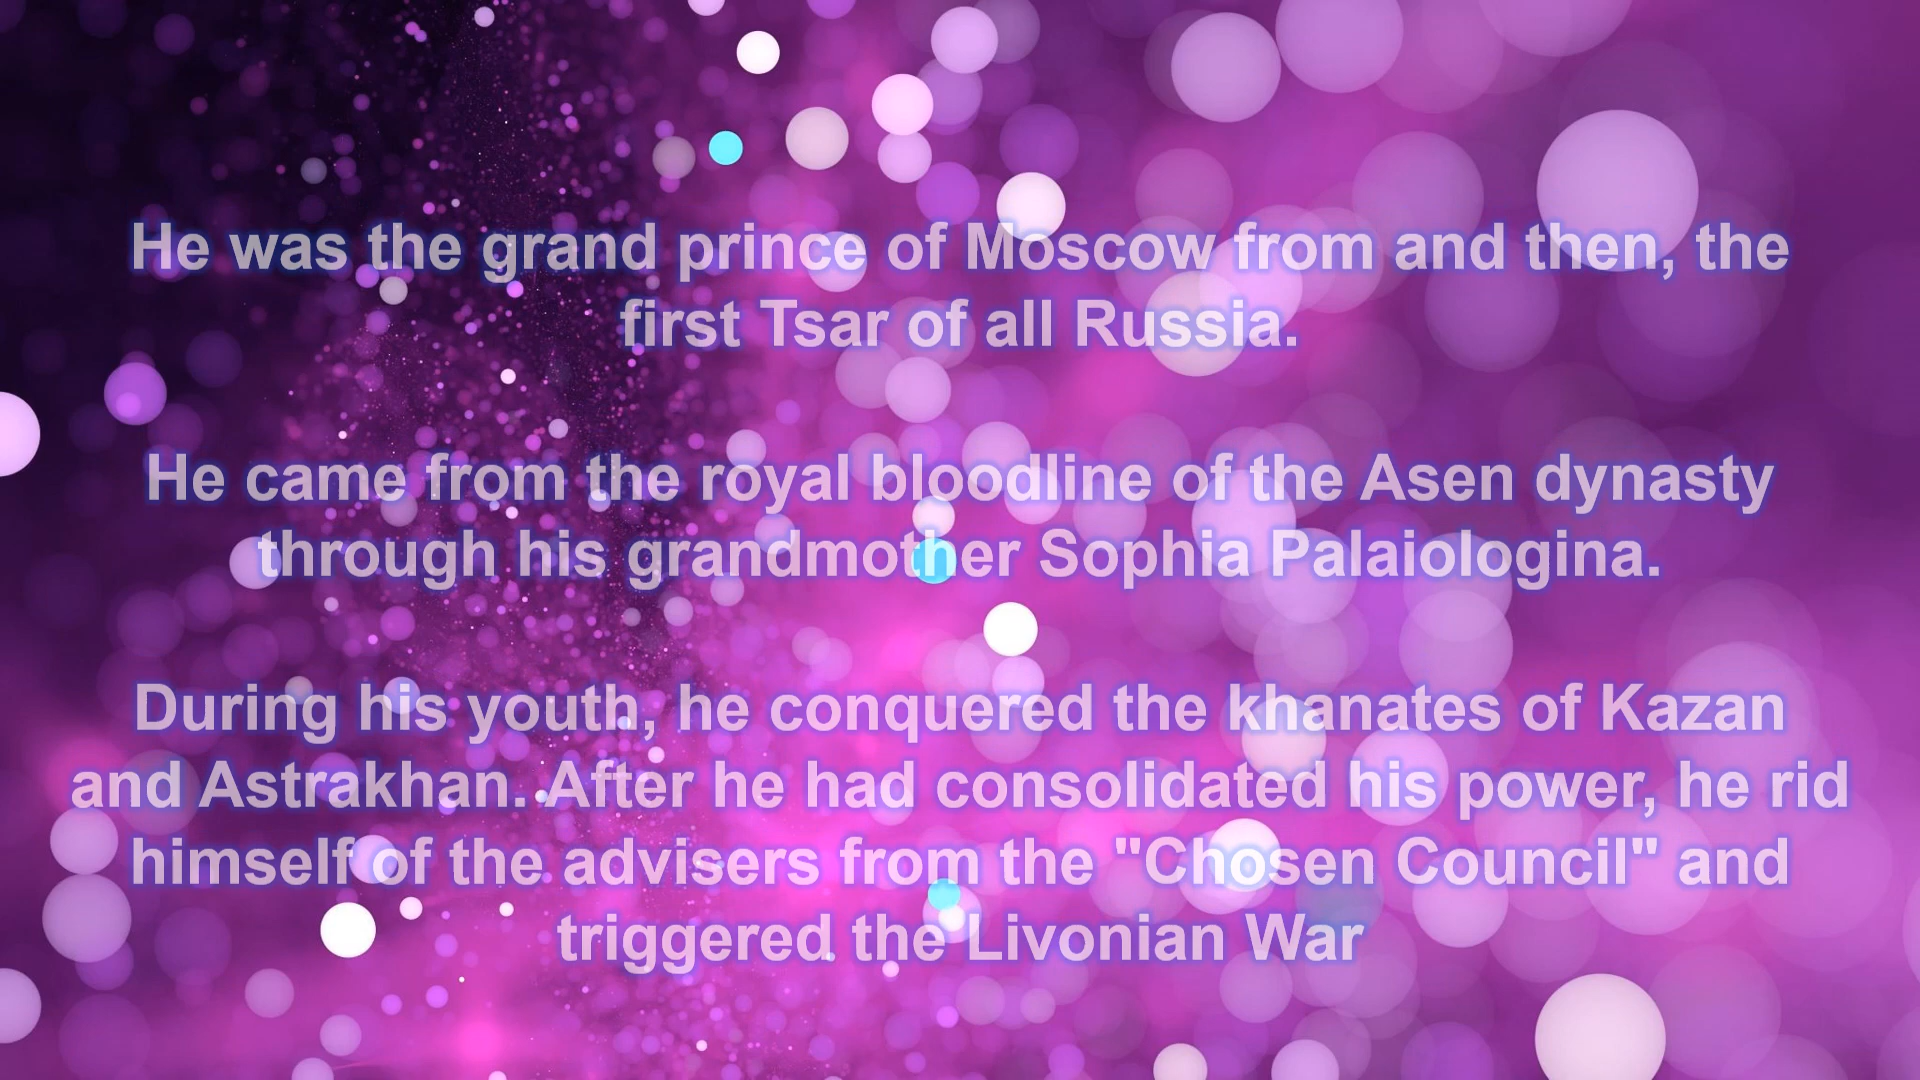 He was the grand prince of Moscow from and then, the
first Tsar of all Russia.
He came from the royal bloodline of the Asen dynasty
through his grandmother Sophia Palaiologina.
During his youth, he conquered the khanates of Kazan
and Astrakhan. After he had consolidated his power, he rid
himself of the advisers from the "Chosen Council" and
triggered the Livonian War